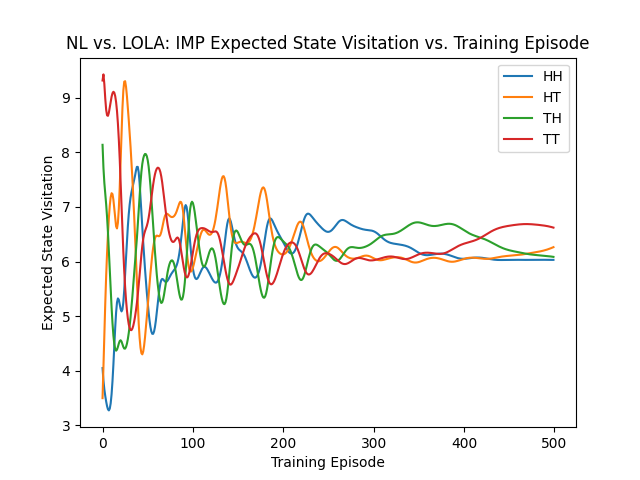 NL vs. LOLA: IMP Expected State Visitation vs. Training Episode
Expected State Visitation
9
8
7
6
5
4
3
0 100 200 300 400 500
Training Episode
HH
HT
TH
TT